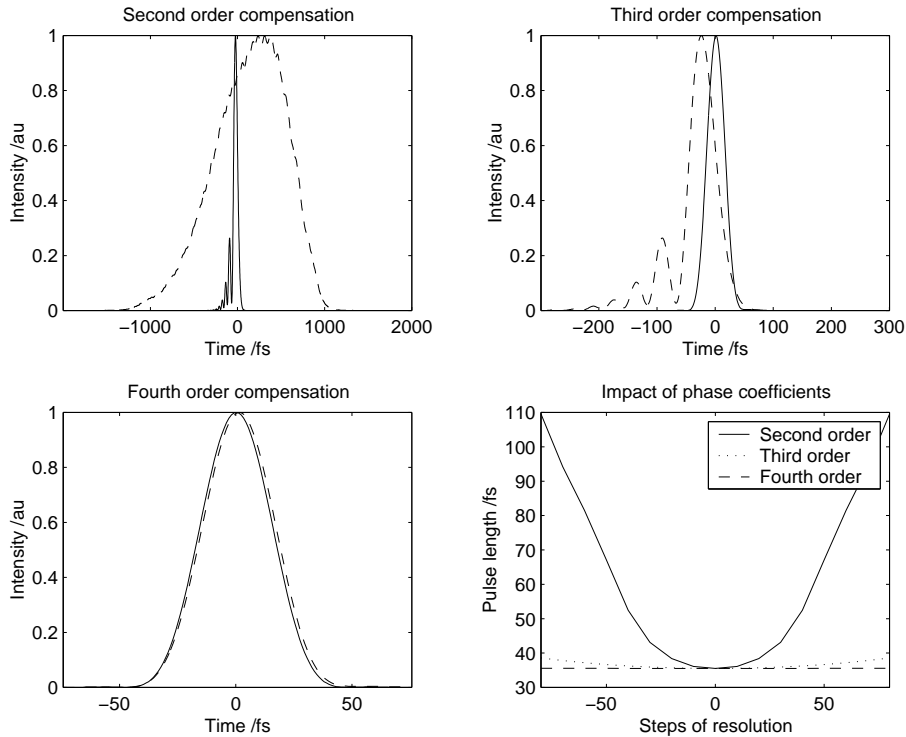 Second order compensation
1
0.8
0.6
0.4
0.2
0
Intensity /au
−1000
0
1000
2000
Time /fs
Third order compensation
1
0.8
0.6
0.4
0.2
0
Intensity /au
−200
−100
0
100
200
300
Time /fs
Fourth order compensation
1
0.8
0.6
0.4
0.2
0
Intensity /au
−50
0
50
Time /fs
Impact of phase coefficients
110
100
90
80
70
60
50
40
30
Pulse length /fs
Second order
Third order
Fourth order
−50
0
50
Steps of resolution